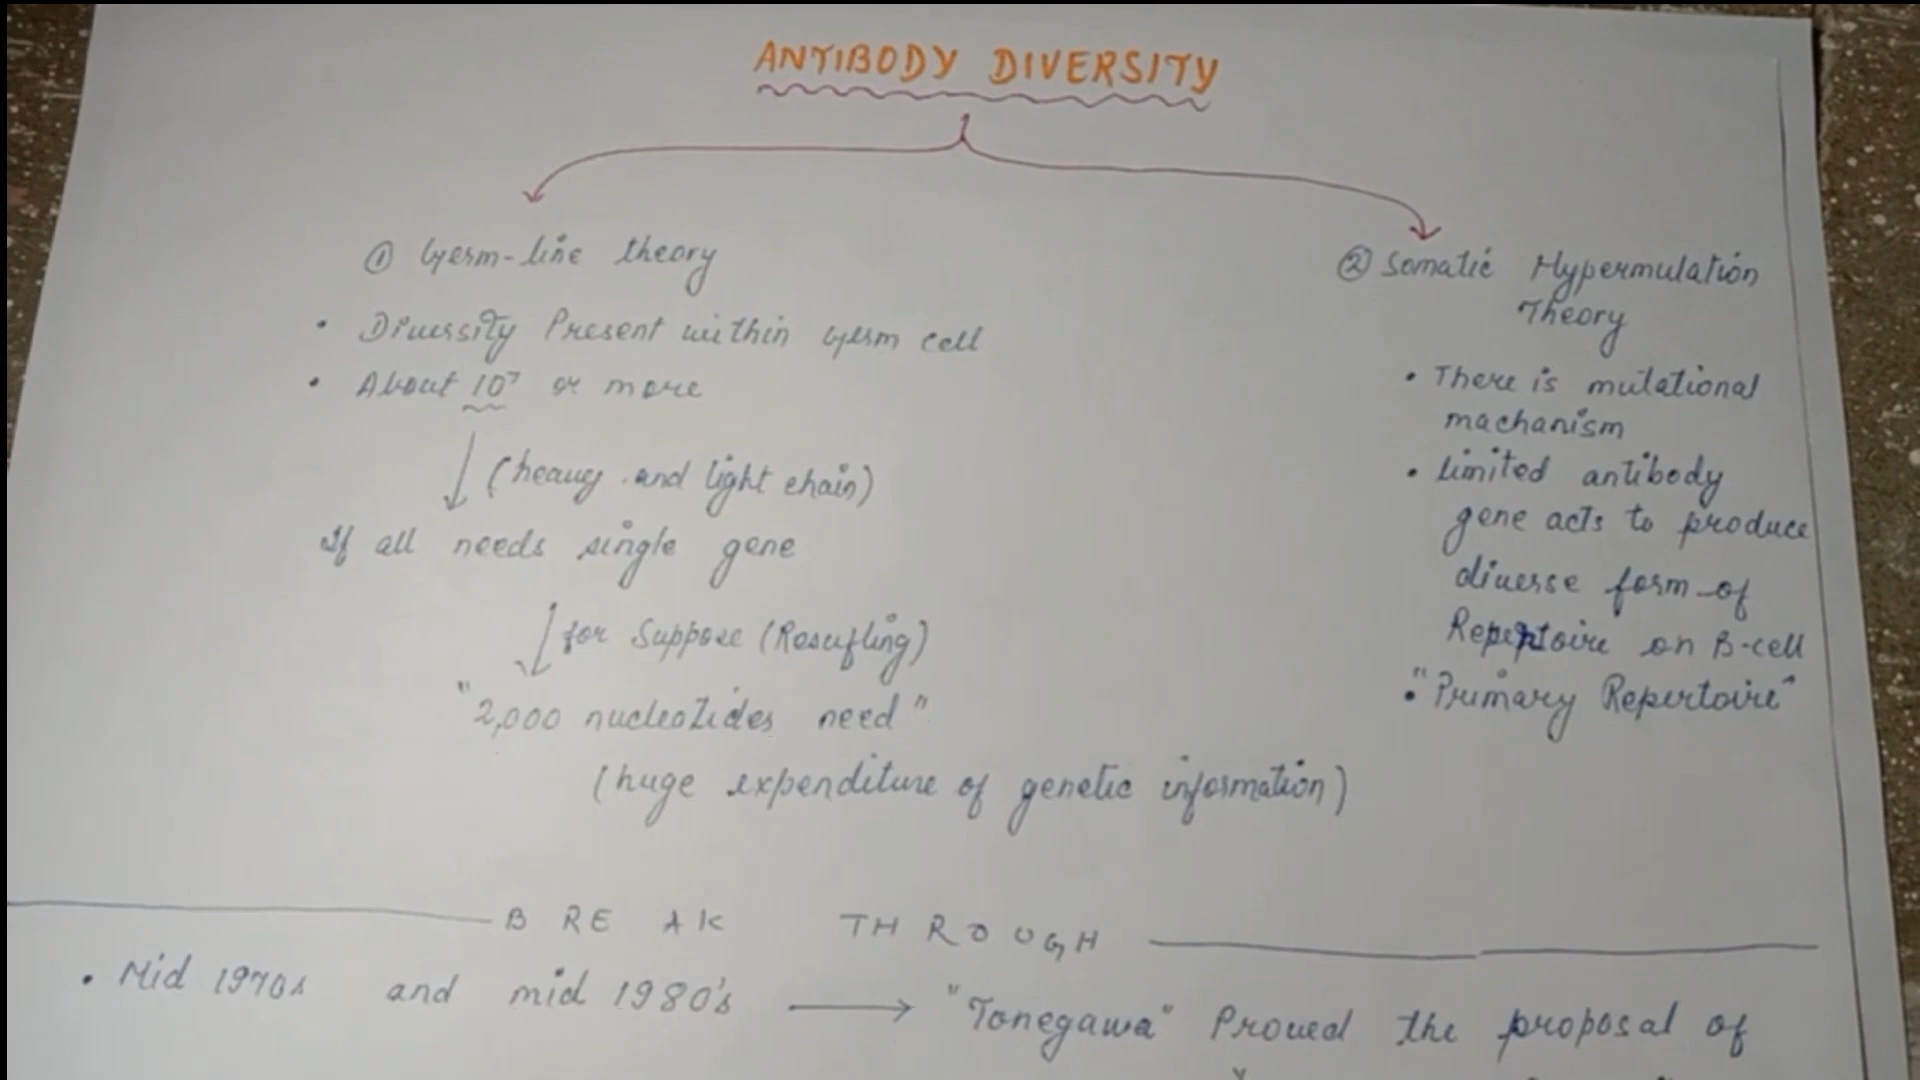 ANTIBODY DIVERSITY
① Germ-line theory
• Diversity Present within Germ cell
• About 10⁷ or more
(heavy and light chain)
If all needs single gene
for Suppose (Resufling)
"2,000 nucleotides need"
(huge expenditure of genetic information)
② Somatic Hypermutation
Theory
• There is mutational
machanism
• Limited antibody
gene acts to produce
diverse form of
Repertoire on B-cell
• "Primary Repertoire"
BREAK THROUGH
• Mid 1970s and mid 1980's → "Tonegawa" Proved the proposal of